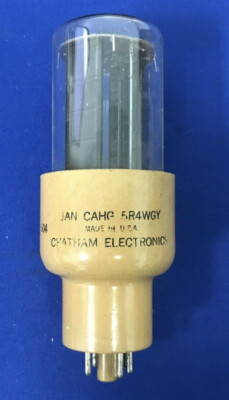 JAN CAHG 5R4WGY
MADE IN U.S.A.
CHATHAM ELECTRONICS